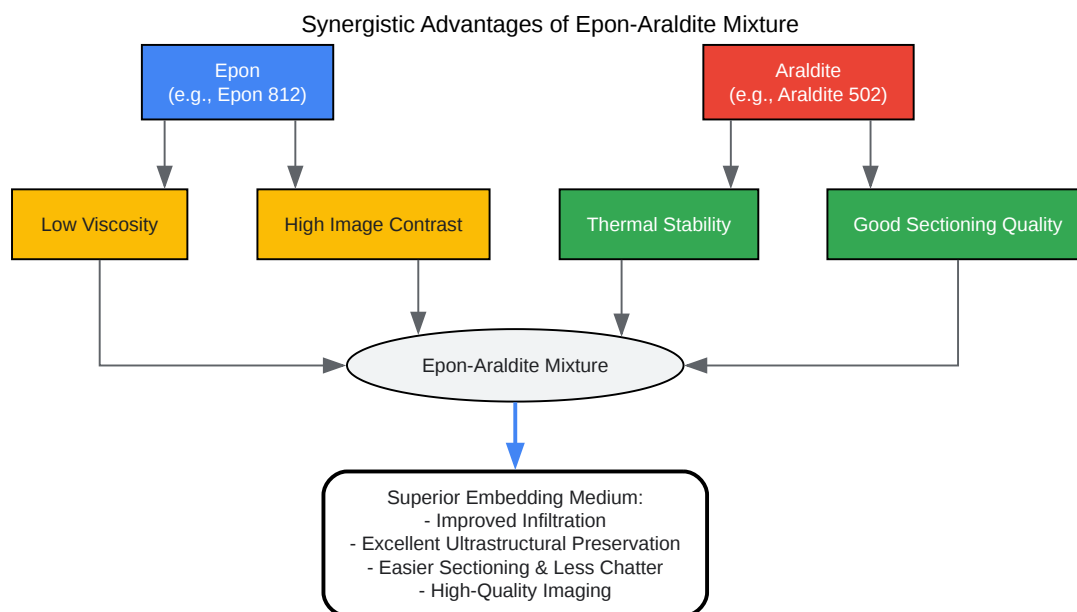 Synergistic Advantages of Epon-Araldite Mixture
Epon
(e.g., Epon 812)
Araldite
(e.g., Araldite 502)
Low Viscosity
High Image Contrast
Thermal Stability
Good Sectioning Quality
Epon-Araldite Mixture
Superior Embedding Medium:
- Improved Infiltration
- Excellent Ultrastructural Preservation
- Easier Sectioning & Less Chatter
- High-Quality Imaging